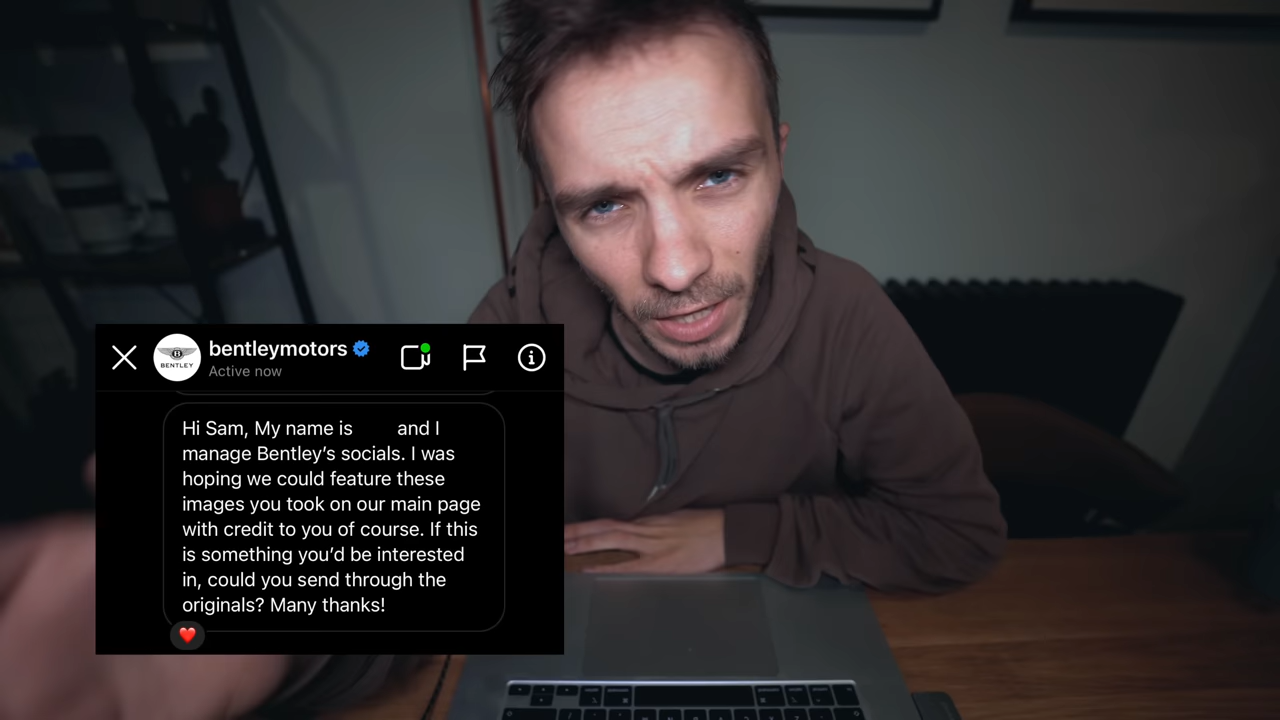 bentleymotors
Active now
BENTLEY
Hi Sam, My name is and I
manage Bentley’s socials. I was
hoping we could feature these
images you took on our main page
with credit to you of course. If this
is something you’d be interested
in, could you send through the
originals? Many thanks!